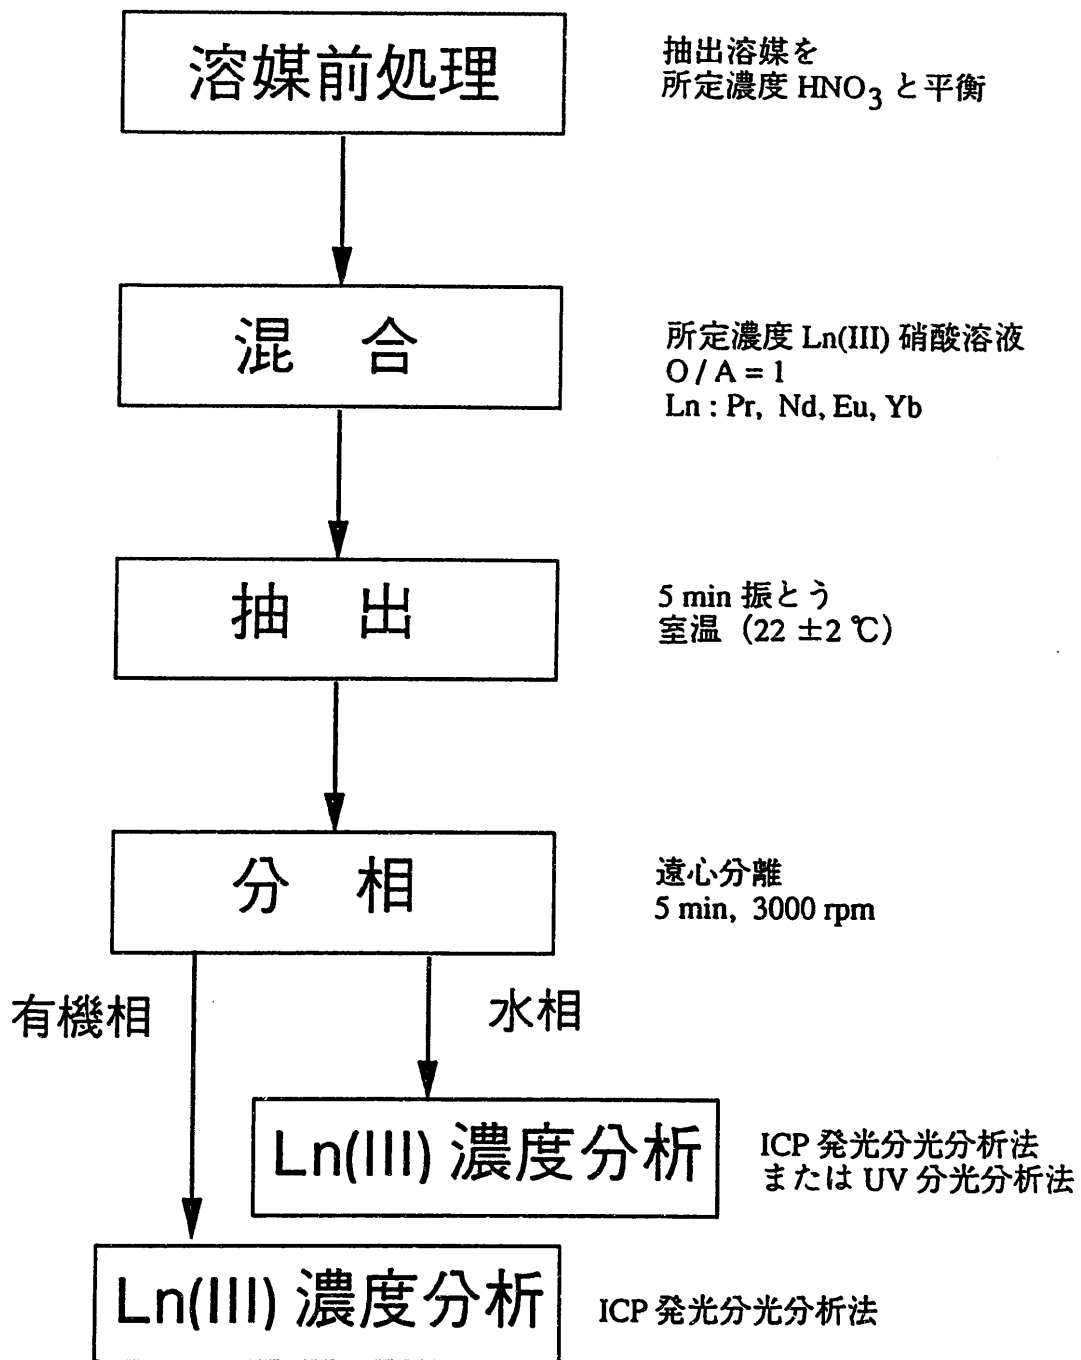 溶媒前処理
抽出溶媒を
所定濃度 HNO3 と平衡
混 合
所定濃度 Ln(III) 硝酸溶液
O / A = 1
Ln : Pr, Nd, Eu, Yb
抽 出
5 min 振とう
室温 (22 ±2 ℃)
分 相
遠心分離
5 min, 3000 rpm
有機相
水相
Ln(III) 濃度分析
ICP 発光分光分析法
または UV 分光分析法
Ln(III) 濃度分析
ICP 発光分光分析法